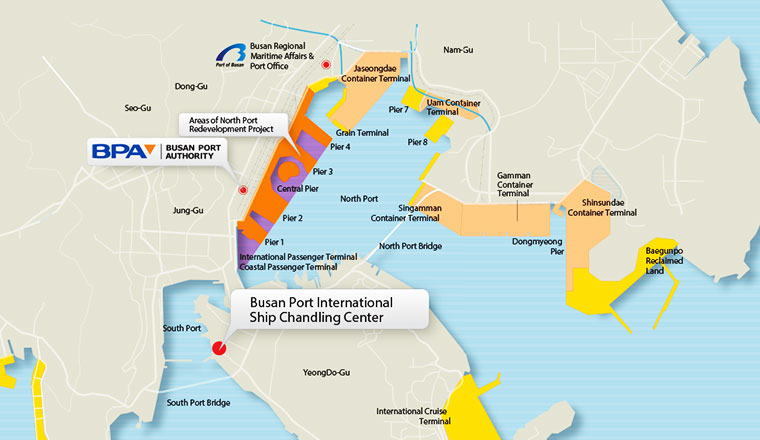 Busan Regional
Maritime Affairs &
Port Office
Port of Busan
Nam-Gu
Jaseongdae
Container Terminal
Dong-Gu
Seo-Gu
Areas of North Port
Redevelopment Project
Pier 7
Uam Container
Terminal
Grain Terminal
Pier 8
BPA
BUSAN PORT
AUTHORITY
Pier 4
Pier 3
Central Pier
Gamman
Container
Terminal
North Port
Singamman
Container Terminal
Shinsundae
Container Terminal
Jung-Gu
Pier 2
Pier 1
North Port Bridge
Dongmyeong
Pier
Baegunpo
Reclaimed
Land
International Passenger Terminal
Coastal Passenger Terminal
Busan Port International
Ship Chandling Center
South Port
YeongDo-Gu
South Port Bridge
International Cruise
Terminal